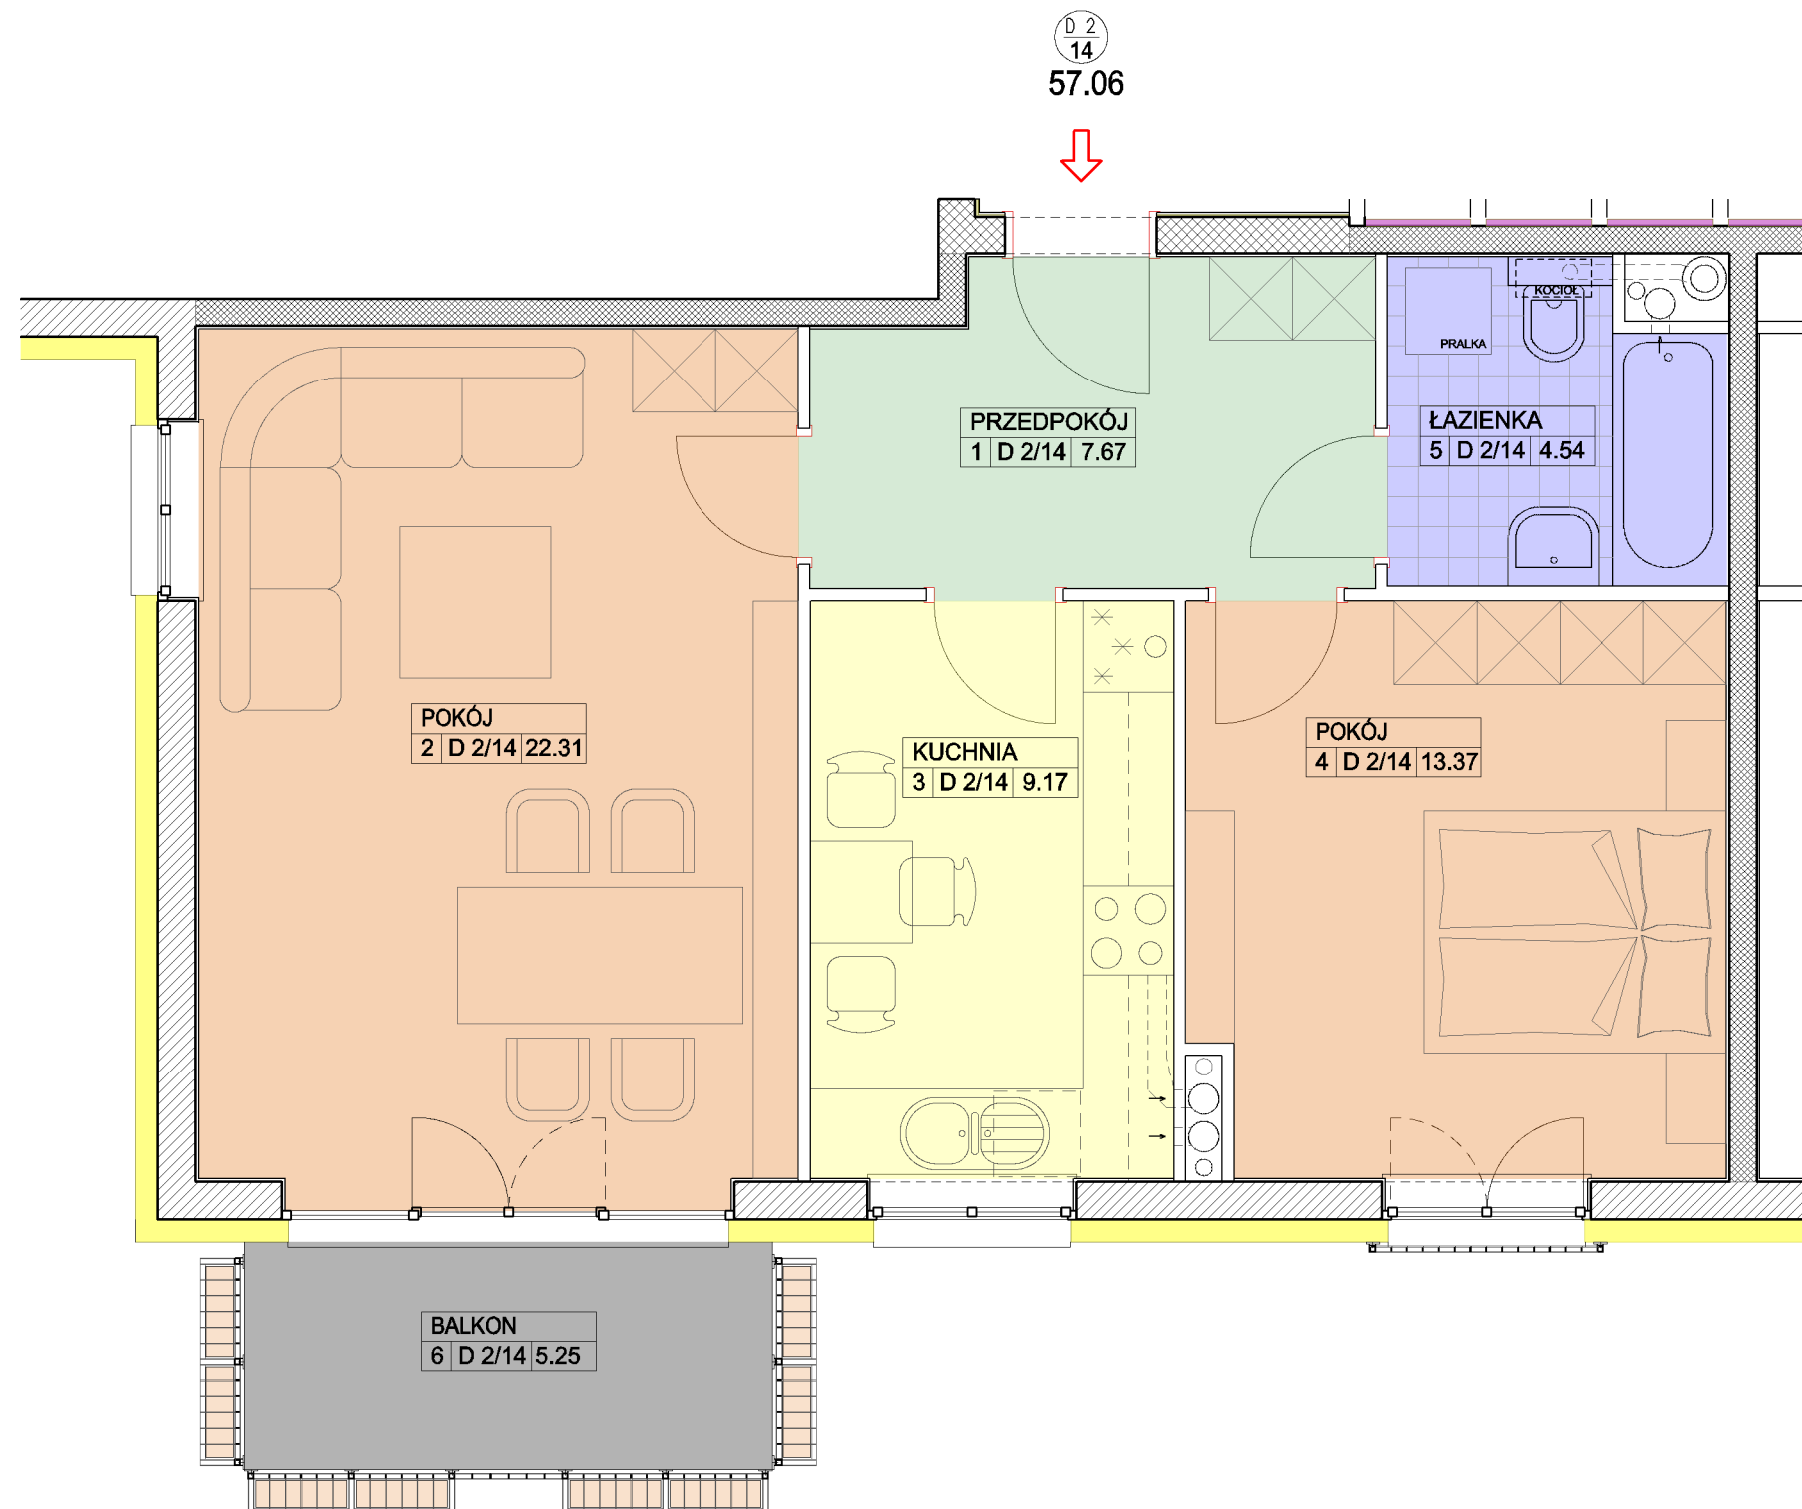 D 2
14
57.06
KOCIOŁ
PRALKA
PRZEDPOKÓJ
1 D 2/14 7.67
ŁAZIENKA
5 D 2/14 4.54
POKÓJ
2 D 2/14 22.31
KUCHNIA
3 D 2/14 9.17
POKÓJ
4 D 2/14 13.37
BALKON
6 D 2/14 5.25